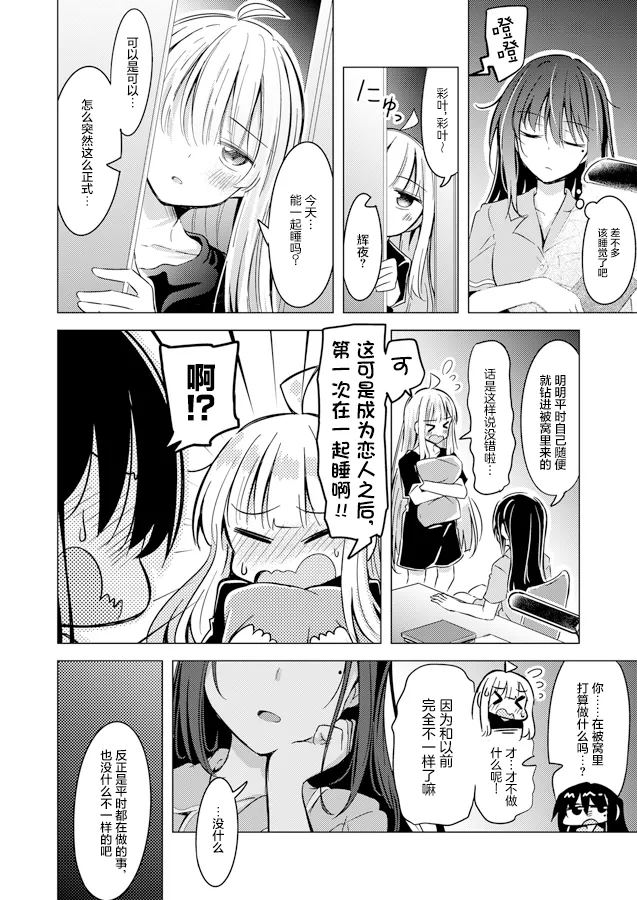 噔噔
差不多
该睡觉了吧
彩叶，彩叶～
にゅっ
辉夜？
今天…
能一起睡吗？
可以是可以…
怎么突然这么正式…
明明平时自己随便
就钻进被窝里来的
话是这样说没错啦…
す
这可是成为恋人之后，
第一次在一起睡啊!!
啊!?
你……在被窝里
打算做什么吗…？
才…才不做
什么呢！
因为和以前
完全不一样了嘛
…没什么
反正是平时都在做的事，
也没什么不一样的吧